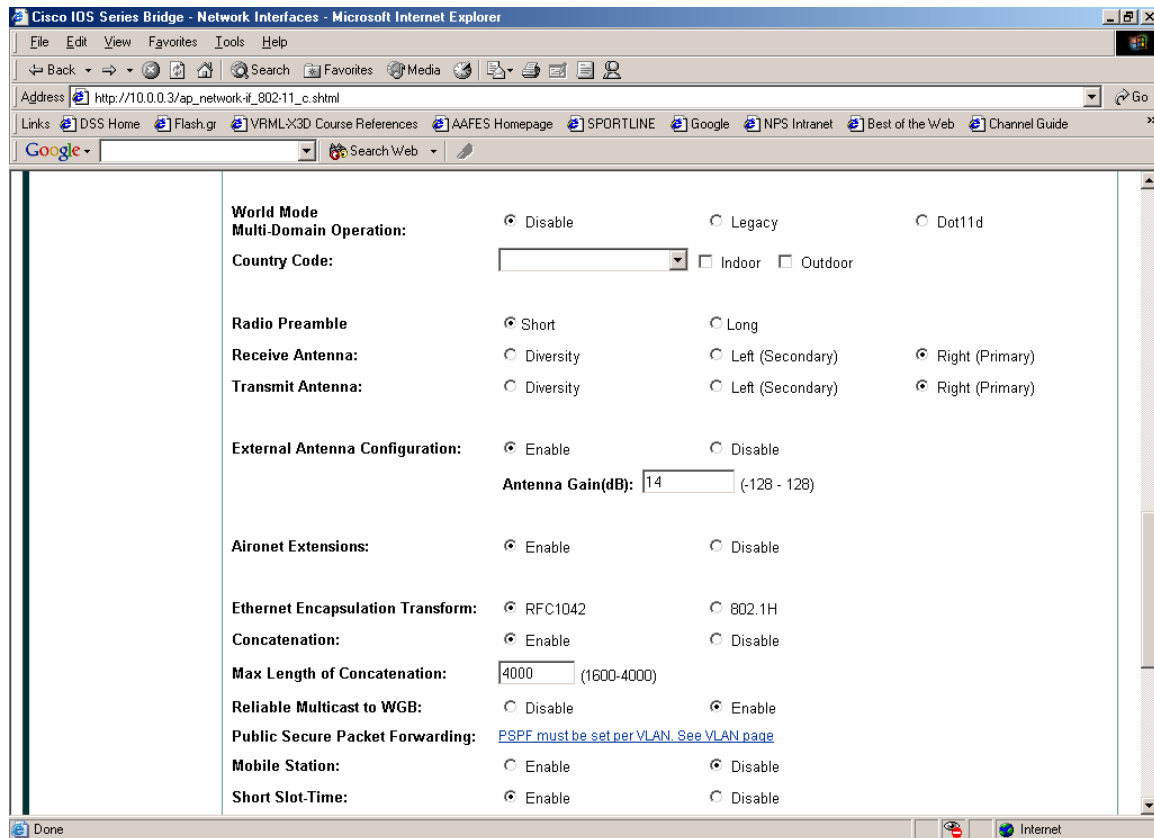 Cisco IOS Series Bridge - Network Interfaces - Microsoft Internet Explorer
File Edit View Favorites Tools Help
Back Search Favorites Media
Address http://10.0.0.3/ap_network-if_802-11_c.shtml Go
Links DSS Home Flash.gr VRML-X3D Course References AAFES Homepage SPORTLINE Google NPS Intranet Best of the Web Channel Guide »
Google Search Web
World Mode
Multi-Domain Operation: Disable Legacy Dot11d
Country Code: Indoor Outdoor
Radio Preamble Short Long
Receive Antenna: Diversity Left (Secondary) Right (Primary)
Transmit Antenna: Diversity Left (Secondary) Right (Primary)
External Antenna Configuration: Enable Disable
Antenna Gain(dB): 14 (-128 - 128)
Aironet Extensions: Enable Disable
Ethernet Encapsulation Transform: RFC1042 802.1H
Concatenation: Enable Disable
Max Length of Concatenation: 4000 (1600-4000)
Reliable Multicast to WGB: Disable Enable
Public Secure Packet Forwarding: PSPF must be set per VLAN. See VLAN page
Mobile Station: Enable Disable
Short Slot-Time: Enable Disable
Done Internet